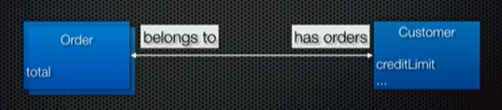 Order
total
belongs to
has orders
Customer
creditLimit
...